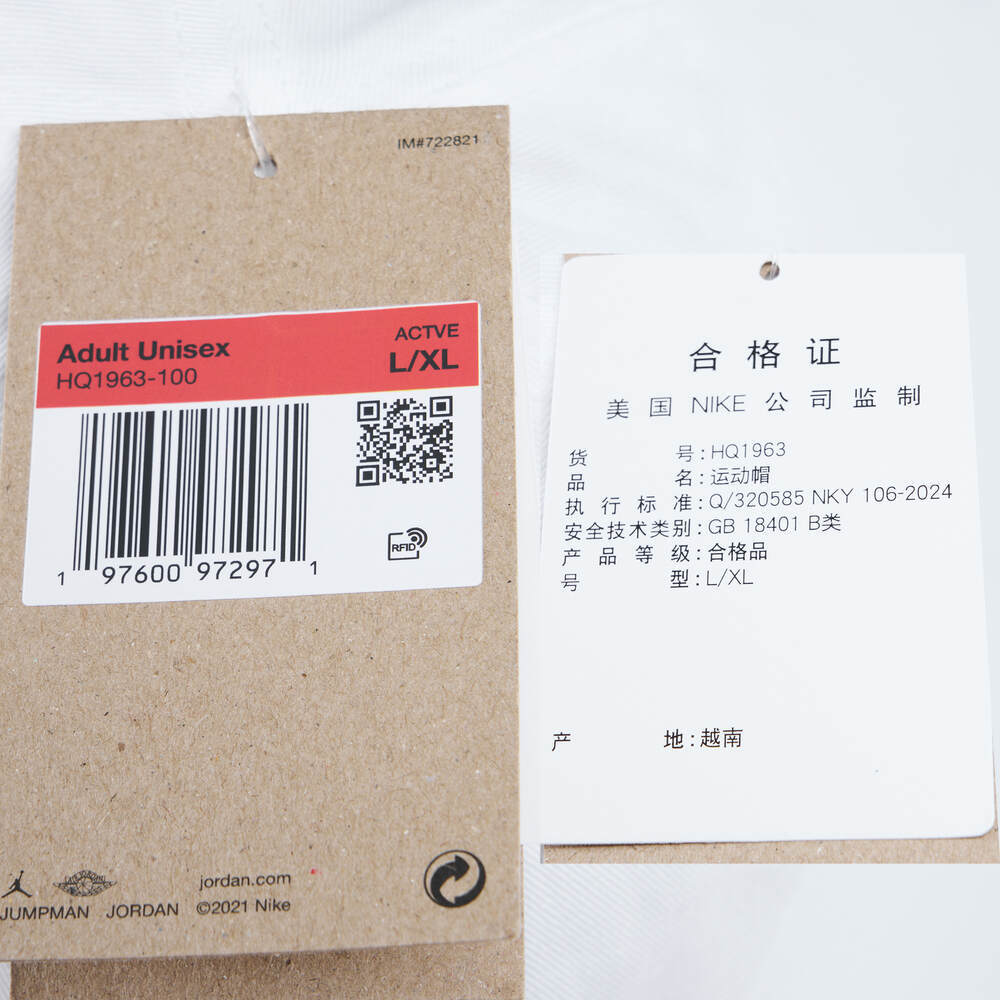 IM#722821
Adult Unisex
ACTVE
HQ1963-100
L/XL
RFID
1 97600 97297 1
jordan.com
JUMPMAN JORDAN ©2021 Nike
合格证
美国 NIKE 公司监制
货号:HQ1963
品名:运动帽
执行标准:Q/320585 NKY 106-2024
安全技术类别:GB 18401 B类
产品等级:合格品
号型:L/XL
产地:越南